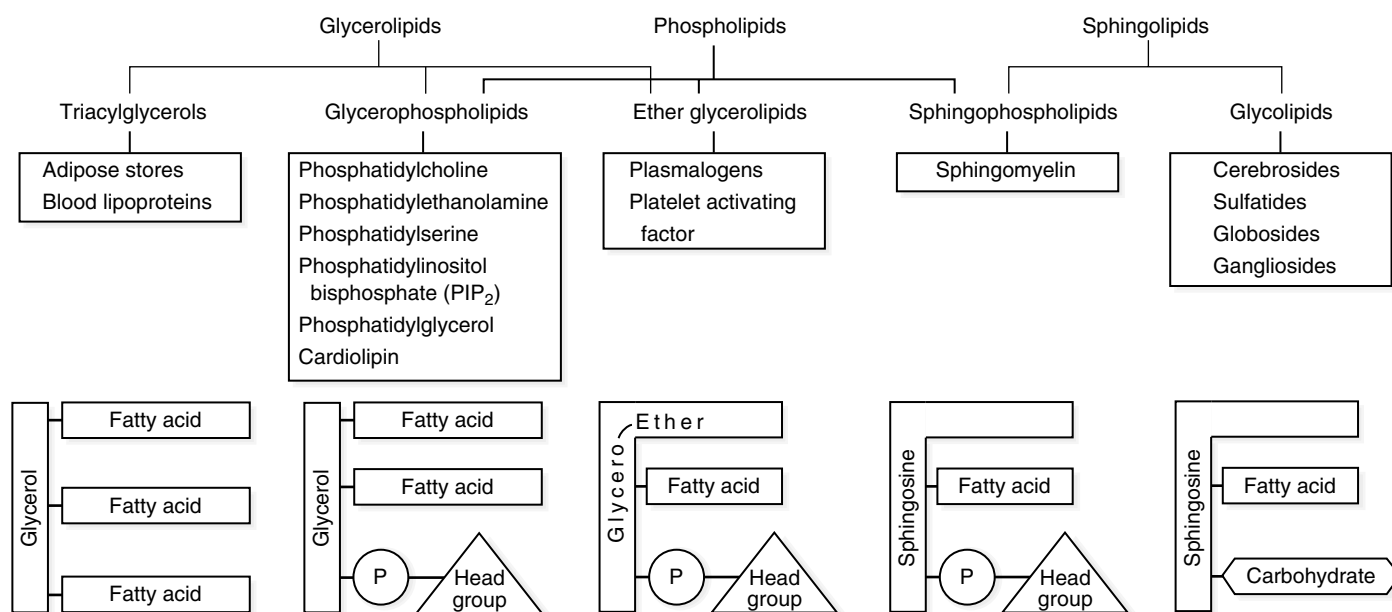 Glycerolipids
Phospholipids
Sphingolipids
Triacylglycerols
Glycerophospholipids
Ether glycerolipids
Sphingophospholipids
Glycolipids
Adipose stores
Blood lipoproteins
Phosphatidylcholine
Phosphatidylethanolamine
Phosphatidylserine
Phosphatidylinositol
bisphosphate (PIP₂)
Phosphatidylglycerol
Cardiolipin
Plasmalogens
Platelet activating
factor
Sphingomyelin
Cerebrosides
Sulfatides
Globosides
Gangliosides
Glycerol
Fatty acid
Fatty acid
Fatty acid
Glycerol
Fatty acid
Fatty acid
P
Head
group
Glycero
Ether
Fatty acid
P
Head
group
Sphingosine
Fatty acid
P
Head
group
Sphingosine
Fatty acid
Carbohydrate